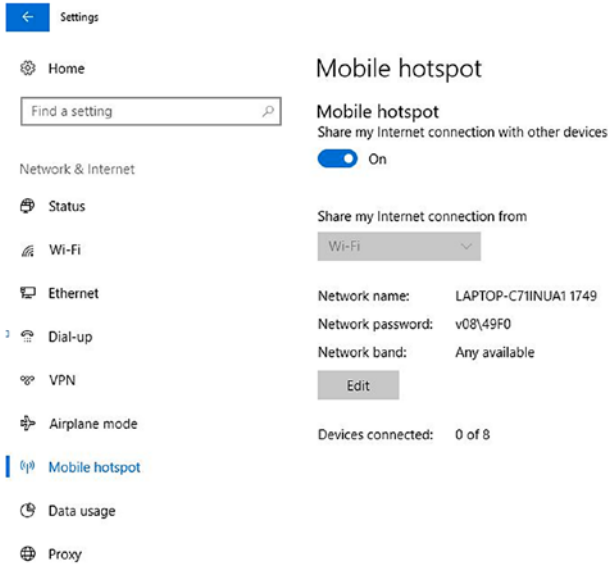 Settings
Home
Find a setting
Network & Internet
Status
Wi-Fi
Ethernet
Dial-up
VPN
Airplane mode
Mobile hotspot
Data usage
Proxy
Mobile hotspot
Mobile hotspot
Share my Internet connection with other devices
On
Share my Internet connection from
Wi-Fi
Network name: LAPTOP-C71INUA1 1749
Network password: v08\49F0
Network band: Any available
Edit
Devices connected: 0 of 8